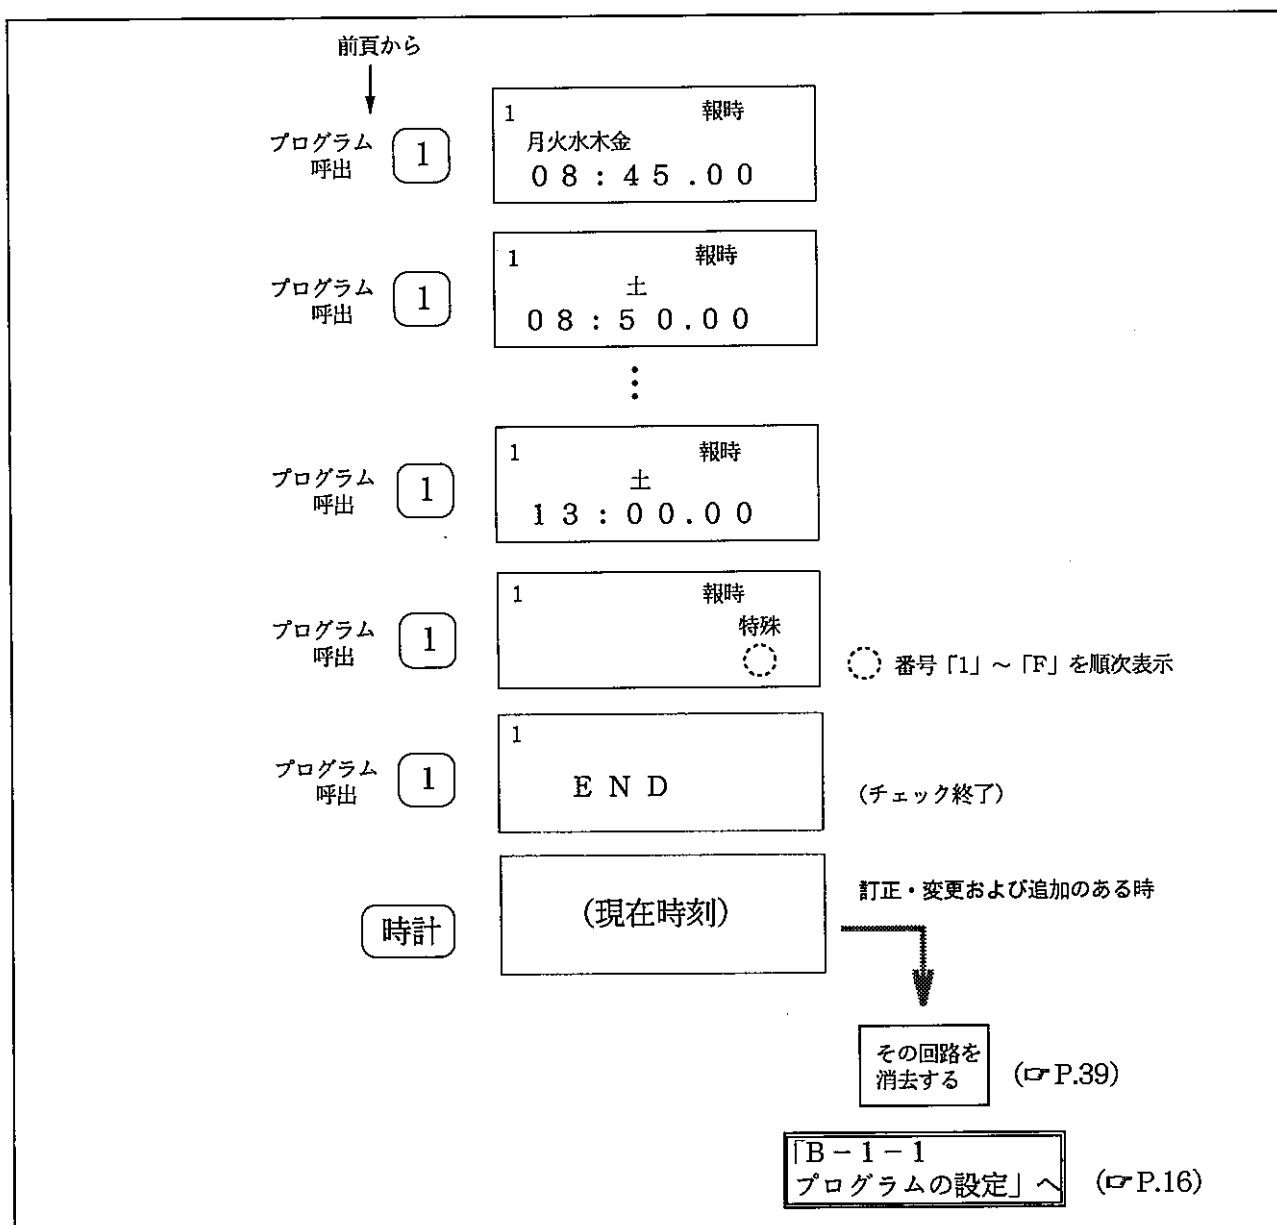 前頁から
プログラム
呼出
1
1 報時
月火水木金
08:45.00
プログラム
呼出
1
1 報時
土
08:50.00
プログラム
呼出
1
1 報時
土
13:00.00
プログラム
呼出
1
1 報時
特殊
番号「1」～「F」を順次表示
プログラム
呼出
1
1
END
(チェック終了)
時計
(現在時刻)
訂正・変更および追加のある時
その回路を
消去する
(☞P.39)
「B-1-1
プログラムの設定」へ
(☞P.16)